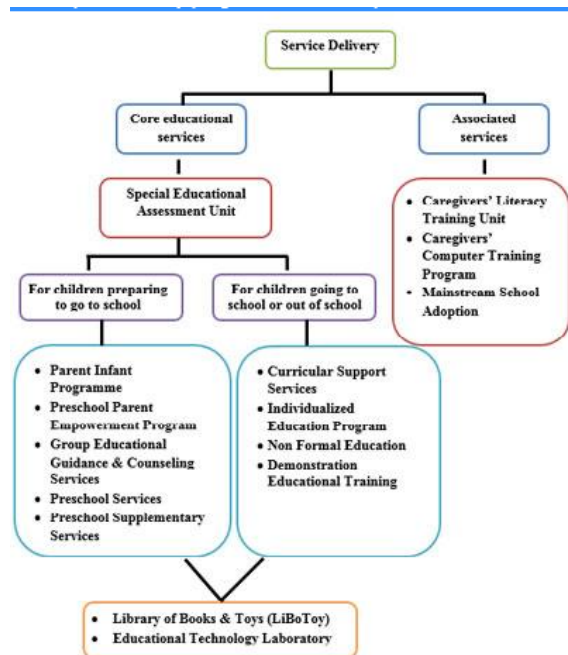 Service Delivery
Core educational
services
Associated
services
Special Educational
Assessment Unit
• Caregivers' Literacy
Training Unit
• Caregivers'
Computer Training
Program
• Mainstream School
Adoption
For children preparing
to go to school
For children going to
school or out of school
• Parent Infant
Programme
• Preschool Parent
Empowerment Program
• Group Educational
Guidance & Counseling
Services
• Preschool Services
• Preschool Supplementary
Services
• Curricular Support
Services
• Individualized
Education Program
• Non Formal Education
• Demonstration
Educational Training
• Library of Books & Toys (LiBoToy)
• Educational Technology Laboratory